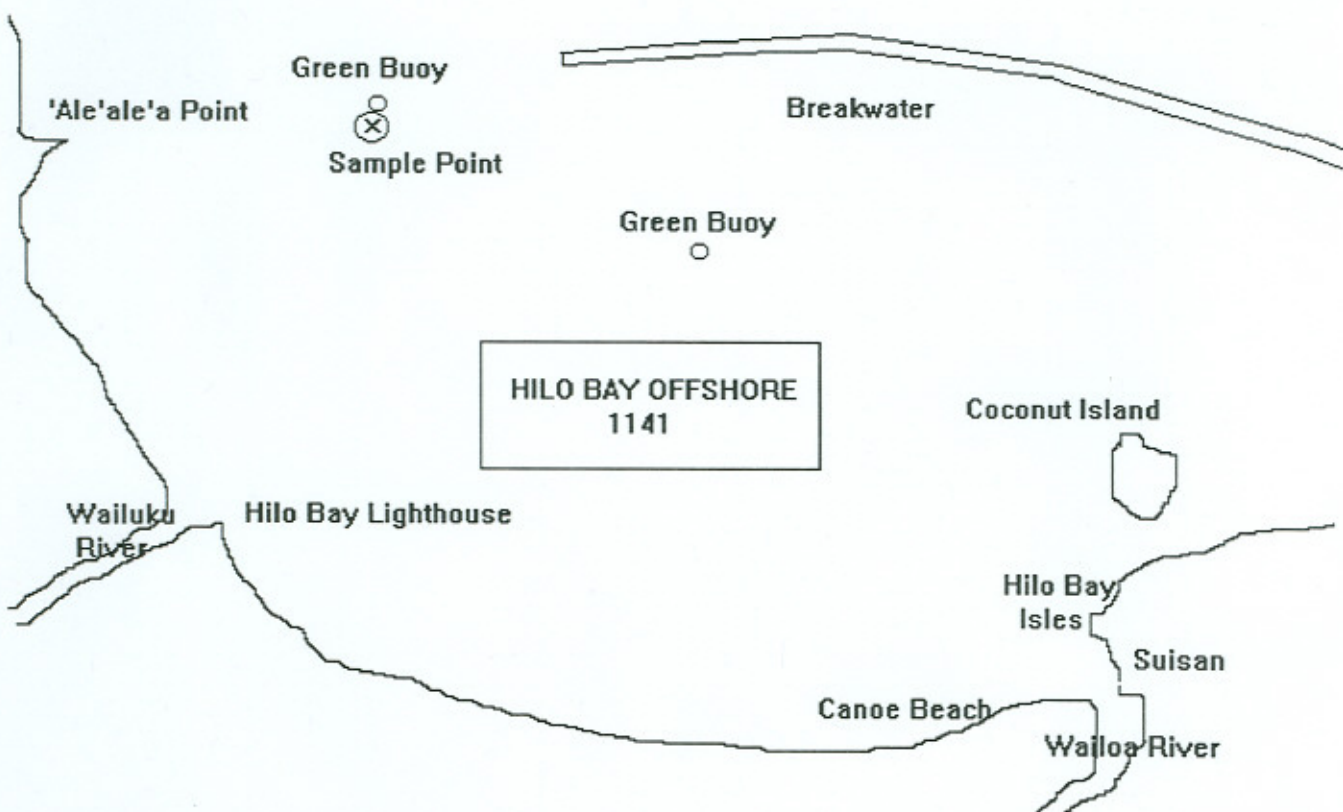 Green Buoy
'Ale'ale'a Point
Breakwater
Sample Point
Green Buoy
HILO BAY OFFSHORE
1141
Coconut Island
Wailuku
River
Hilo Bay Lighthouse
Hilo Bay
Isles
Suisan
Canoe Beach
Wailoa River